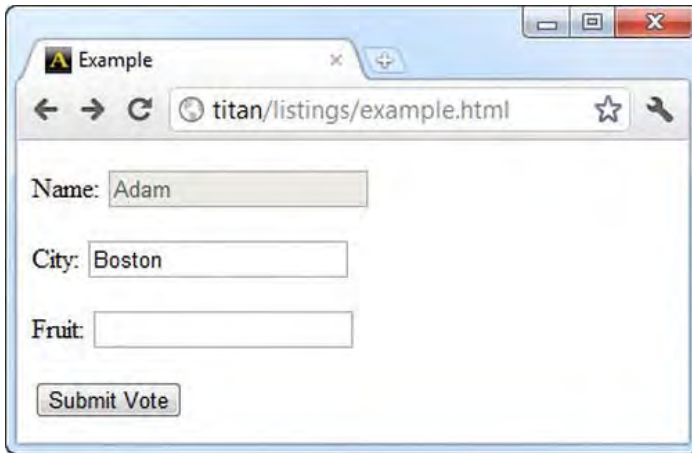 Example
titan/listings/example.html
Name: Adam
City: Boston
Fruit:
Submit Vote